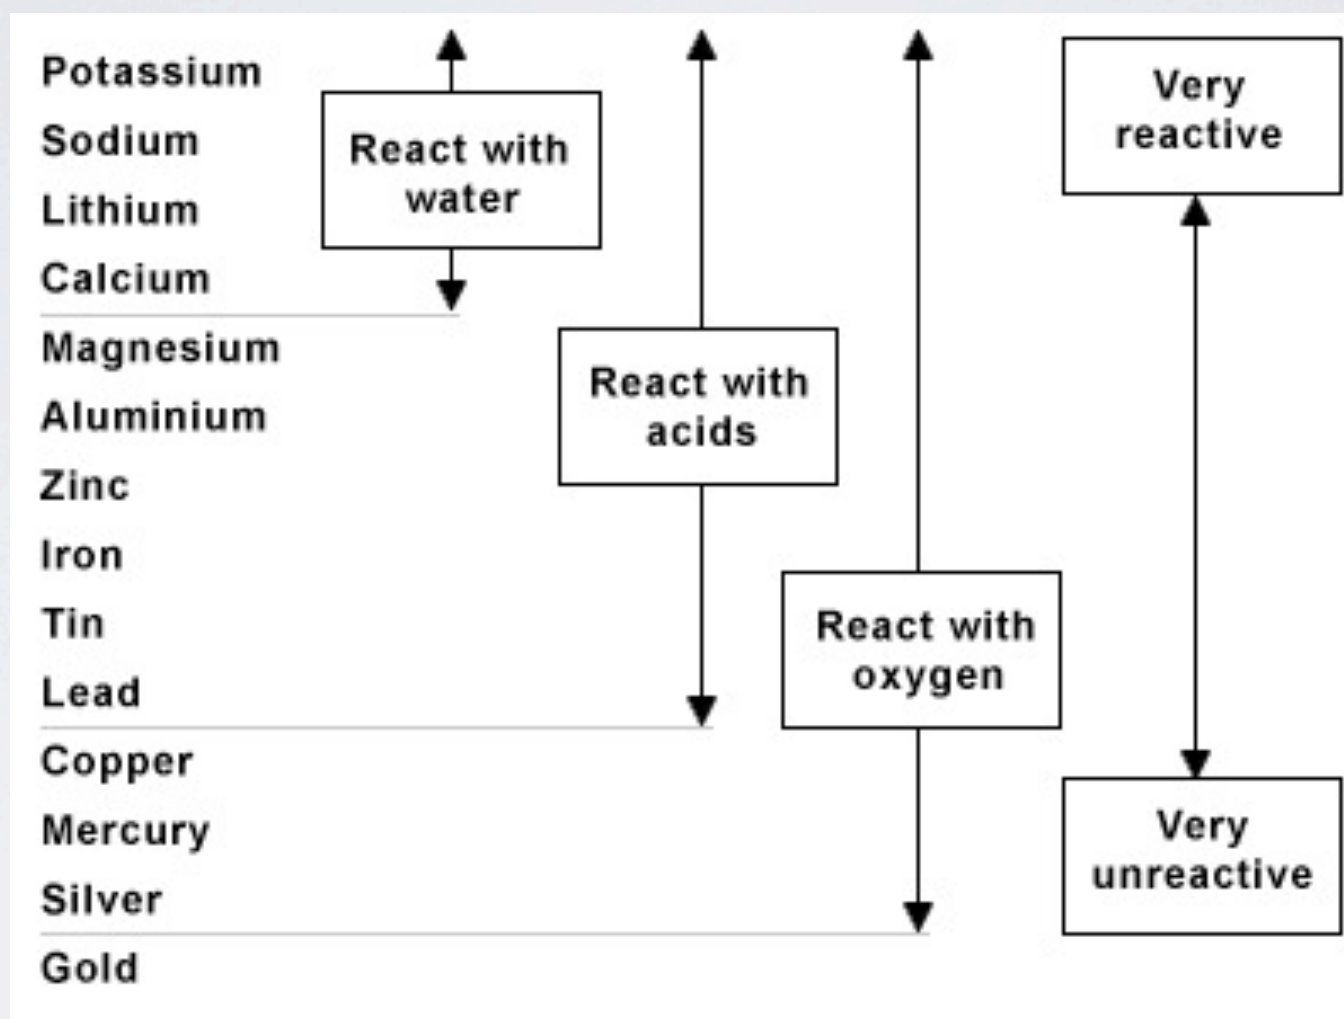 Potassium
Sodium
Lithium
Calcium
Magnesium
Aluminium
Zinc
Iron
Tin
Lead
Copper
Mercury
Silver
Gold
React with
water
React with
acids
React with
oxygen
Very
reactive
Very
unreactive